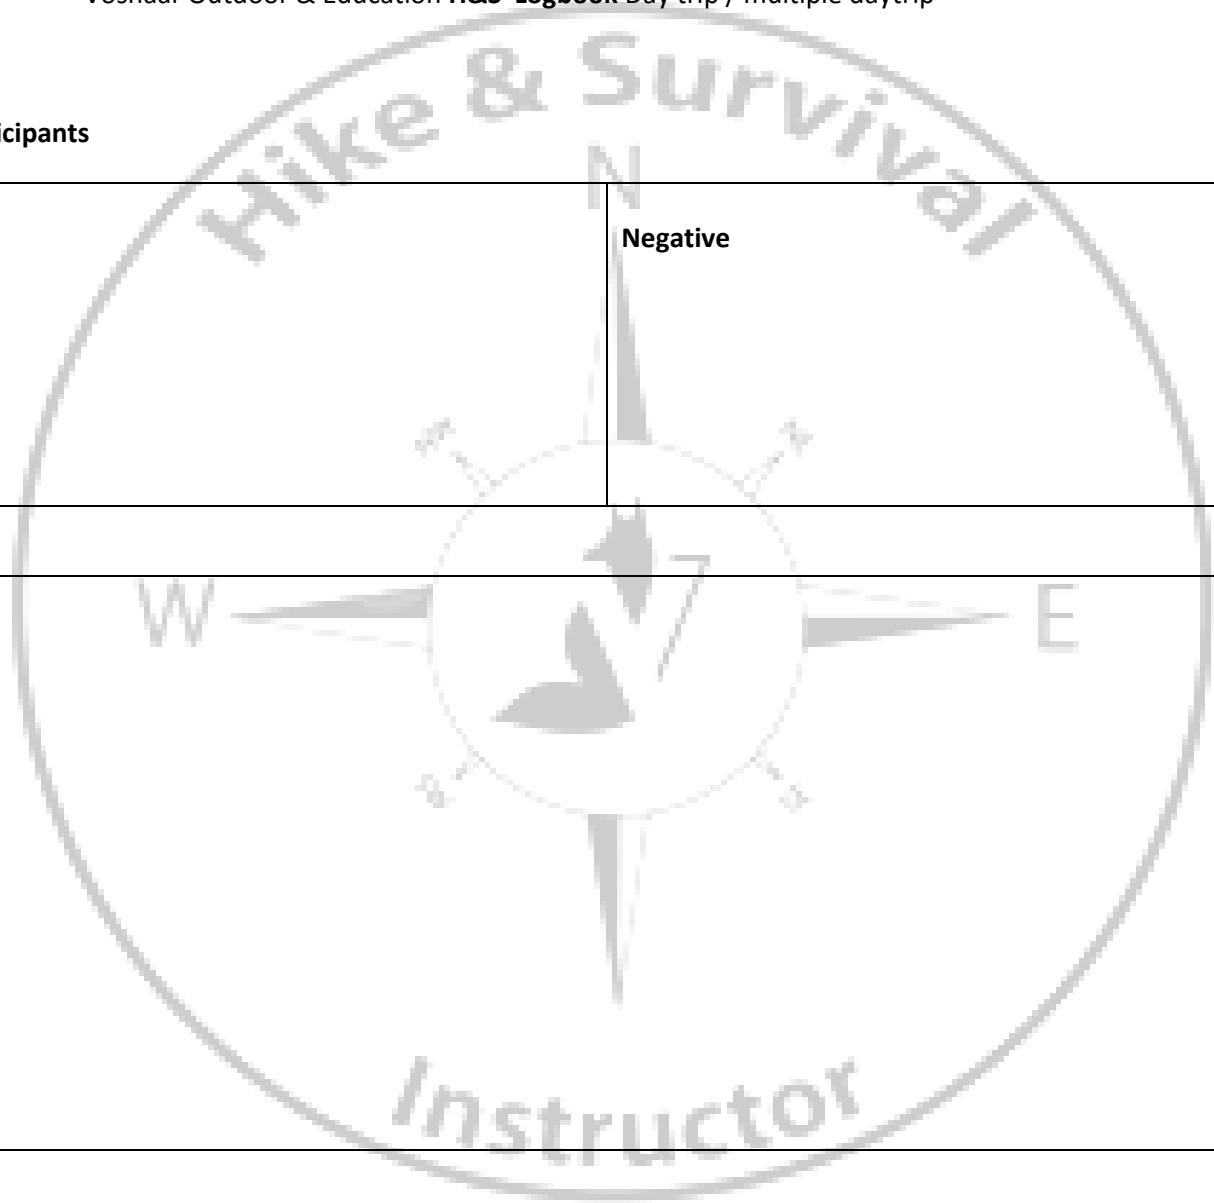 Voshaar Outdoor & Education H&S Logbook Day trip / multiple daytrip
Hike & Survival
icipants
N
Negative
W
E
Instructor